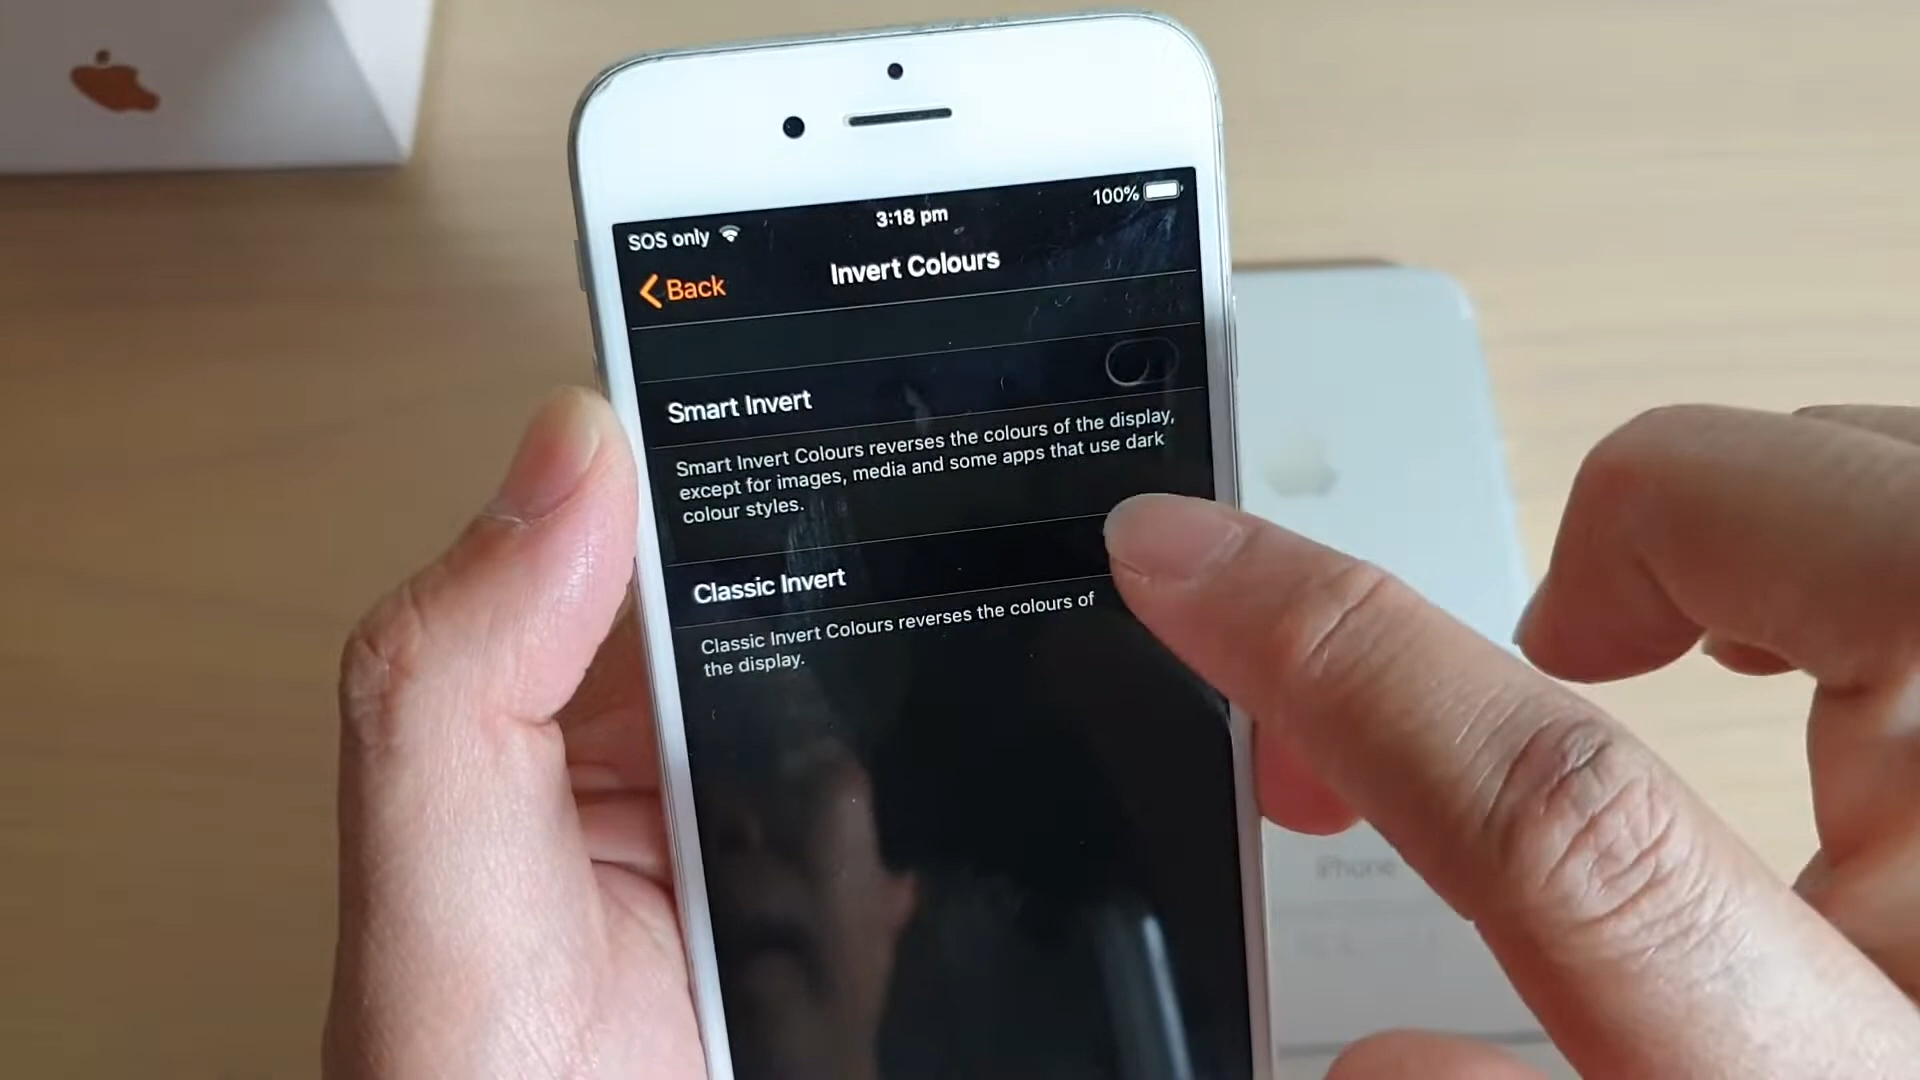 SOS only
3:18 pm
100%
Back
Invert Colours
Smart Invert
Smart Invert Colours reverses the colours of the display,
except for images, media and some apps that use dark
colour styles.
Classic Invert
Classic Invert Colours reverses the colours of
the display.
iPhone